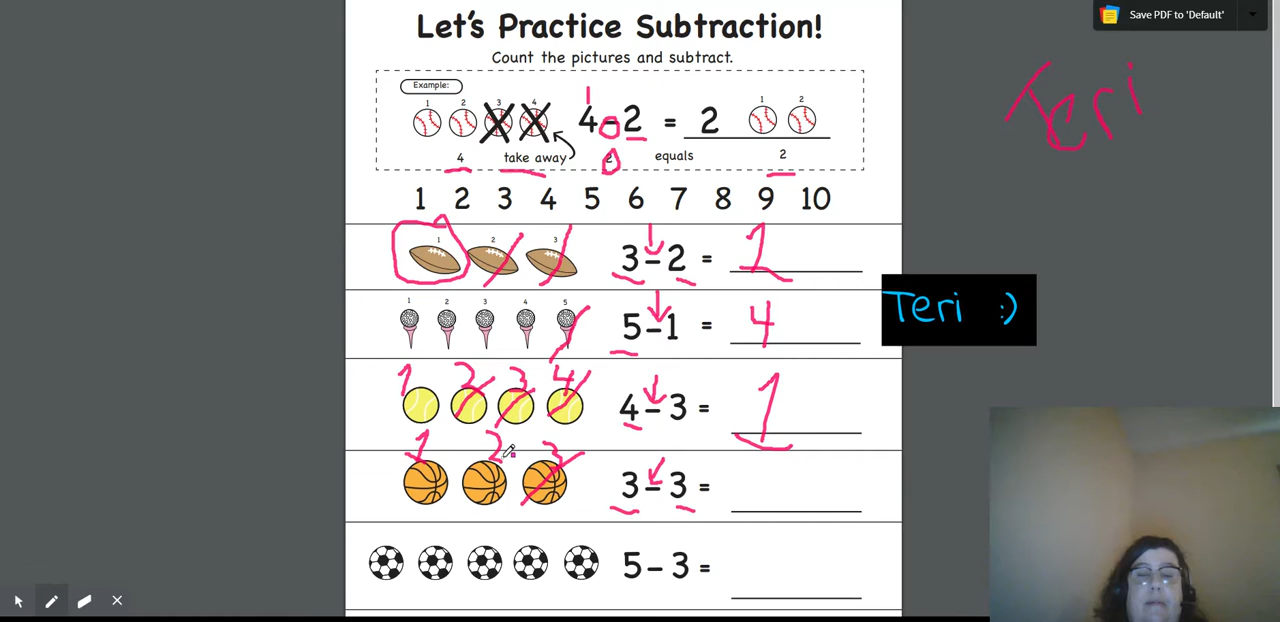 Save PDF to 'Default'
Let's Practice Subtraction!
Count the pictures and subtract.
Teri
Example:
1 2 3 4 1 4 - 2 = 2 1 2
4 take away 2 equals 2
1 2 3 4 5 6 7 8 9 10
1 2 3 3 - 2 = 1
1 2 3 4 5 5 - 1 = 4
Teri :)
1 2 3 4 4 - 3 = 1
1 2 3 3 - 3 =
5 - 3 =